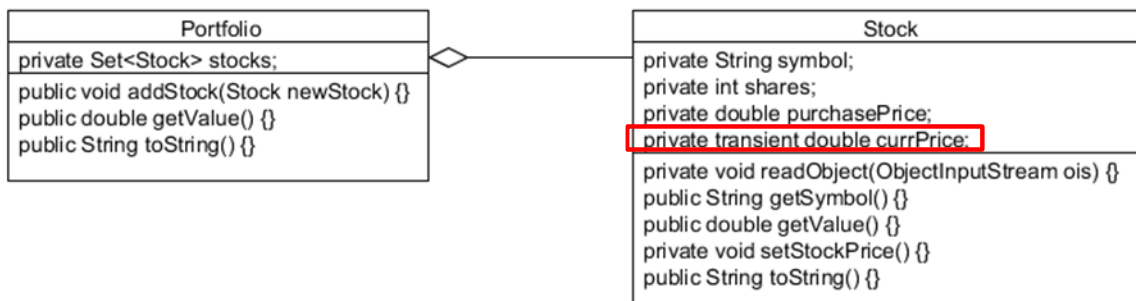 Portfolio
private Set<Stock> stocks;
public void addStock(Stock newStock) {}
public double getValue() {}
public String toString() {}
Stock
private String symbol;
private int shares;
private double purchasePrice;
private transient double currPrice;
private void readObject(ObjectInputStream ois) {}
public String getSymbol() {}
public double getValue() {}
private void setStockPrice() {}
public String toString() {}